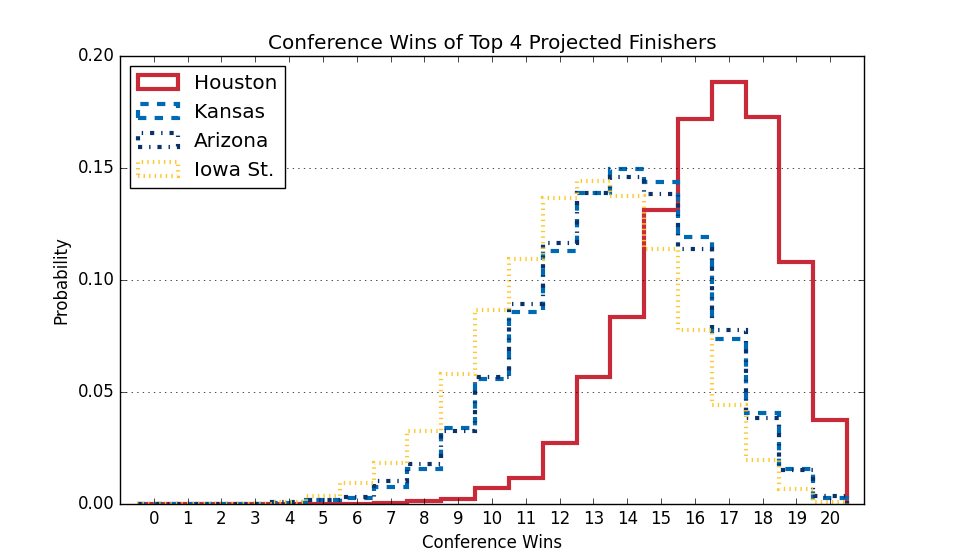 Conference Wins of Top 4 Projected Finishers
Houston
Kansas
Arizona
Iowa St.
Probability
0.20
0.15
0.10
0.05
0.00
0 1 2 3 4 5 6 7 8 9 10 11 12 13 14 15 16 17 18 19 20
Conference Wins